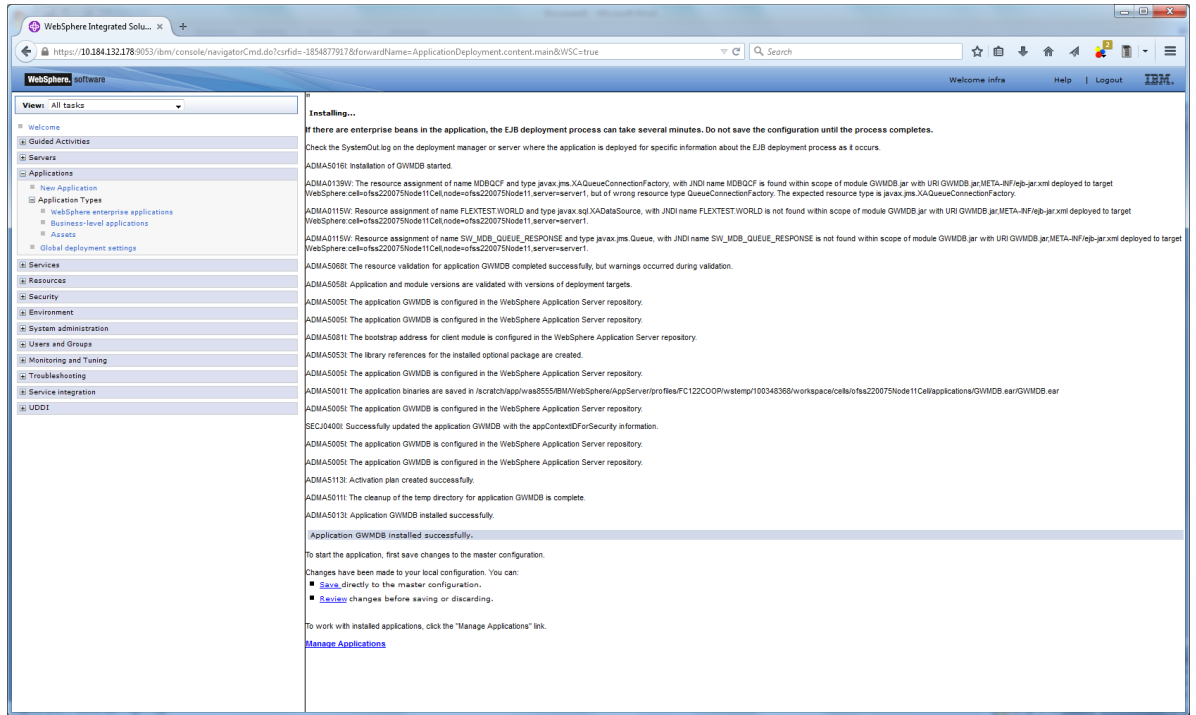 WebSphere Integrated Solu... × +
https://10.184.132.178:9053/ibm/console/navigatorCmd.do?csrfid=-1854877917&forwardName=ApplicationDeployment.content.main&WSC=true
Search
2
WebSphere. software
Welcome infra
Help | Logout
IBM.
View: All tasks
Welcome
Guided Activities
Servers
Applications
New Application
Application Types
WebSphere enterprise applications
Business-level applications
Assets
Global deployment settings
Services
Resources
Security
Environment
System administration
Users and Groups
Monitoring and Tuning
Troubleshooting
Service integration
UDDI
Installing...
If there are enterprise beans in the application, the EJB deployment process can take several minutes. Do not save the configuration until the process completes.
Check the SystemOut.log on the deployment manager or server where the application is deployed for specific information about the EJB deployment process as it occurs.
ADMA5016I: Installation of GWMDB started.
ADMA0139W: The resource assignment of name MDBQCF and type javax.jms.XAQueueConnectionFactory, with JNDI name MDBQCF is found within scope of module GWMDB.jar with URI GWMDB.jar,META-INF/ejb-jar.xml deployed to target
WebSphere:cell=ofss220075Node11Cell,node=ofss220075Node11,server=server1, but of wrong resource type QueueConnectionFactory. The expected resource type is javax.jms.XAQueueConnectionFactory.
ADMA0115W: Resource assignment of name FLEXTEST.WORLD and type javax.sql.XADataSource, with JNDI name FLEXTEST.WORLD is not found within scope of module GWMDB.jar with URI GWMDB.jar,META-INF/ejb-jar.xml deployed to target
WebSphere:cell=ofss220075Node11Cell,node=ofss220075Node11,server=server1.
ADMA0115W: Resource assignment of name SW_MDB_QUEUE_RESPONSE and type javax.jms.Queue, with JNDI name SW_MDB_QUEUE_RESPONSE is not found within scope of module GWMDB.jar with URI GWMDB.jar,META-INF/ejb-jar.xml deployed to target
WebSphere:cell=ofss220075Node11Cell,node=ofss220075Node11,server=server1.
ADMA5068I: The resource validation for application GWMDB completed successfully, but warnings occurred during validation.
ADMA5058I: Application and module versions are validated with versions of deployment targets.
ADMA5005I: The application GWMDB is configured in the WebSphere Application Server repository.
ADMA5005I: The application GWMDB is configured in the WebSphere Application Server repository.
ADMA5081I: The bootstrap address for client module is configured in the WebSphere Application Server repository.
ADMA5053I: The library references for the installed optional package are created.
ADMA5005I: The application GWMDB is configured in the WebSphere Application Server repository.
ADMA5001I: The application binaries are saved in /scratch/app/was8555/IBM/WebSphere/AppServer/profiles/FC122COOP/wstemp/100348368/workspace/cells/ofss220075Node11Cell/applications/GWMDB.ear/GWMDB.ear
ADMA5005I: The application GWMDB is configured in the WebSphere Application Server repository.
SECJ0400I: Successfully updated the application GWMDB with the appContextIDForSecurity information.
ADMA5005I: The application GWMDB is configured in the WebSphere Application Server repository.
ADMA5005I: The application GWMDB is configured in the WebSphere Application Server repository.
ADMA5113I: Activation plan created successfully.
ADMA5011I: The cleanup of the temp directory for application GWMDB is complete.
ADMA5013I: Application GWMDB installed successfully.
Application GWMDB installed successfully.
To start the application, first save changes to the master configuration.
Changes have been made to your local configuration. You can:
Save directly to the master configuration.
Review changes before saving or discarding.
To work with installed applications, click the "Manage Applications" link.
Manage Applications